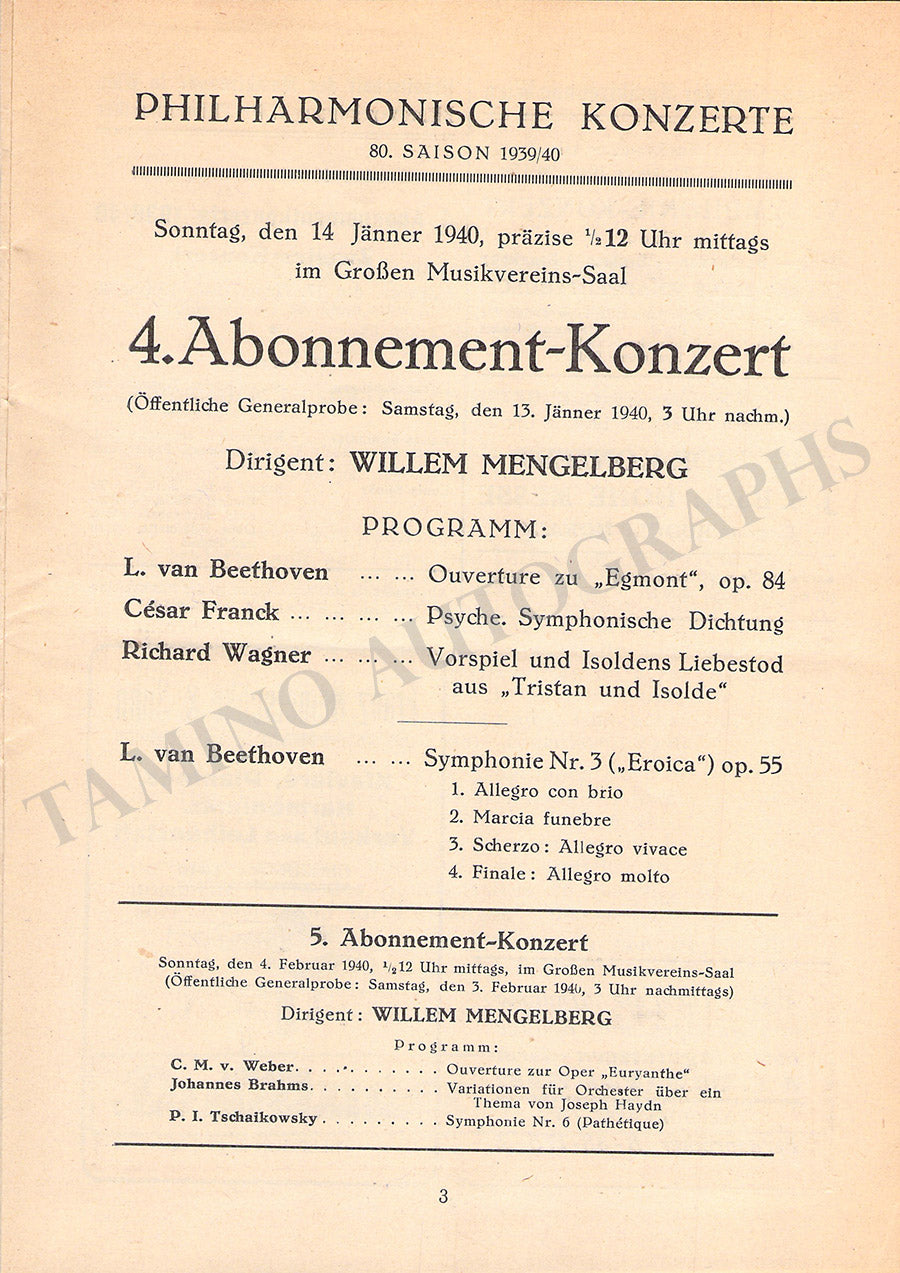 PHILHARMONISCHE KONZERTE
80. SAISON 1939/40
Sonntag, den 14 Jänner 1940, präzise ½12 Uhr mittags
im Großen Musikvereins-Saal
4. Abonnement-Konzert
(Öffentliche Generalprobe: Samstag, den 13. Jänner 1940, 3 Uhr nachm.)
Dirigent: WILLEM MENGELBERG
PROGRAMM:
L. van Beethoven ... ... Ouverture zu „Egmont“, op. 84
César Franck ... ... ... ... Psyche. Symphonische Dichtung
Richard Wagner ... ... ... Vorspiel und Isoldens Liebestod
aus „Tristan und Isolde“
L. van Beethoven ... ... Symphonie Nr. 3 („Eroica“) op. 55
1. Allegro con brio
2. Marcia funebre
3. Scherzo: Allegro vivace
4. Finale: Allegro molto
TAMINO AUTOGRAPHS
5. Abonnement-Konzert
Sonntag, den 4. Februar 1940, ½12 Uhr mittags, im Großen Musikvereins-Saal
(Öffentliche Generalprobe: Samstag, den 3. Februar 1940, 3 Uhr nachmittags)
Dirigent: WILLEM MENGELBERG
Programm:
C. M. v. Weber. . . . . . . . . . . . Ouverture zur Oper „Euryanthe“
Johannes Brahms. . . . . . . . . . . Variationen für Orchester über ein
Thema von Joseph Haydn
P. I. Tschaikowsky . . . . . . . . . . Symphonie Nr. 6 (Pathétique)
3